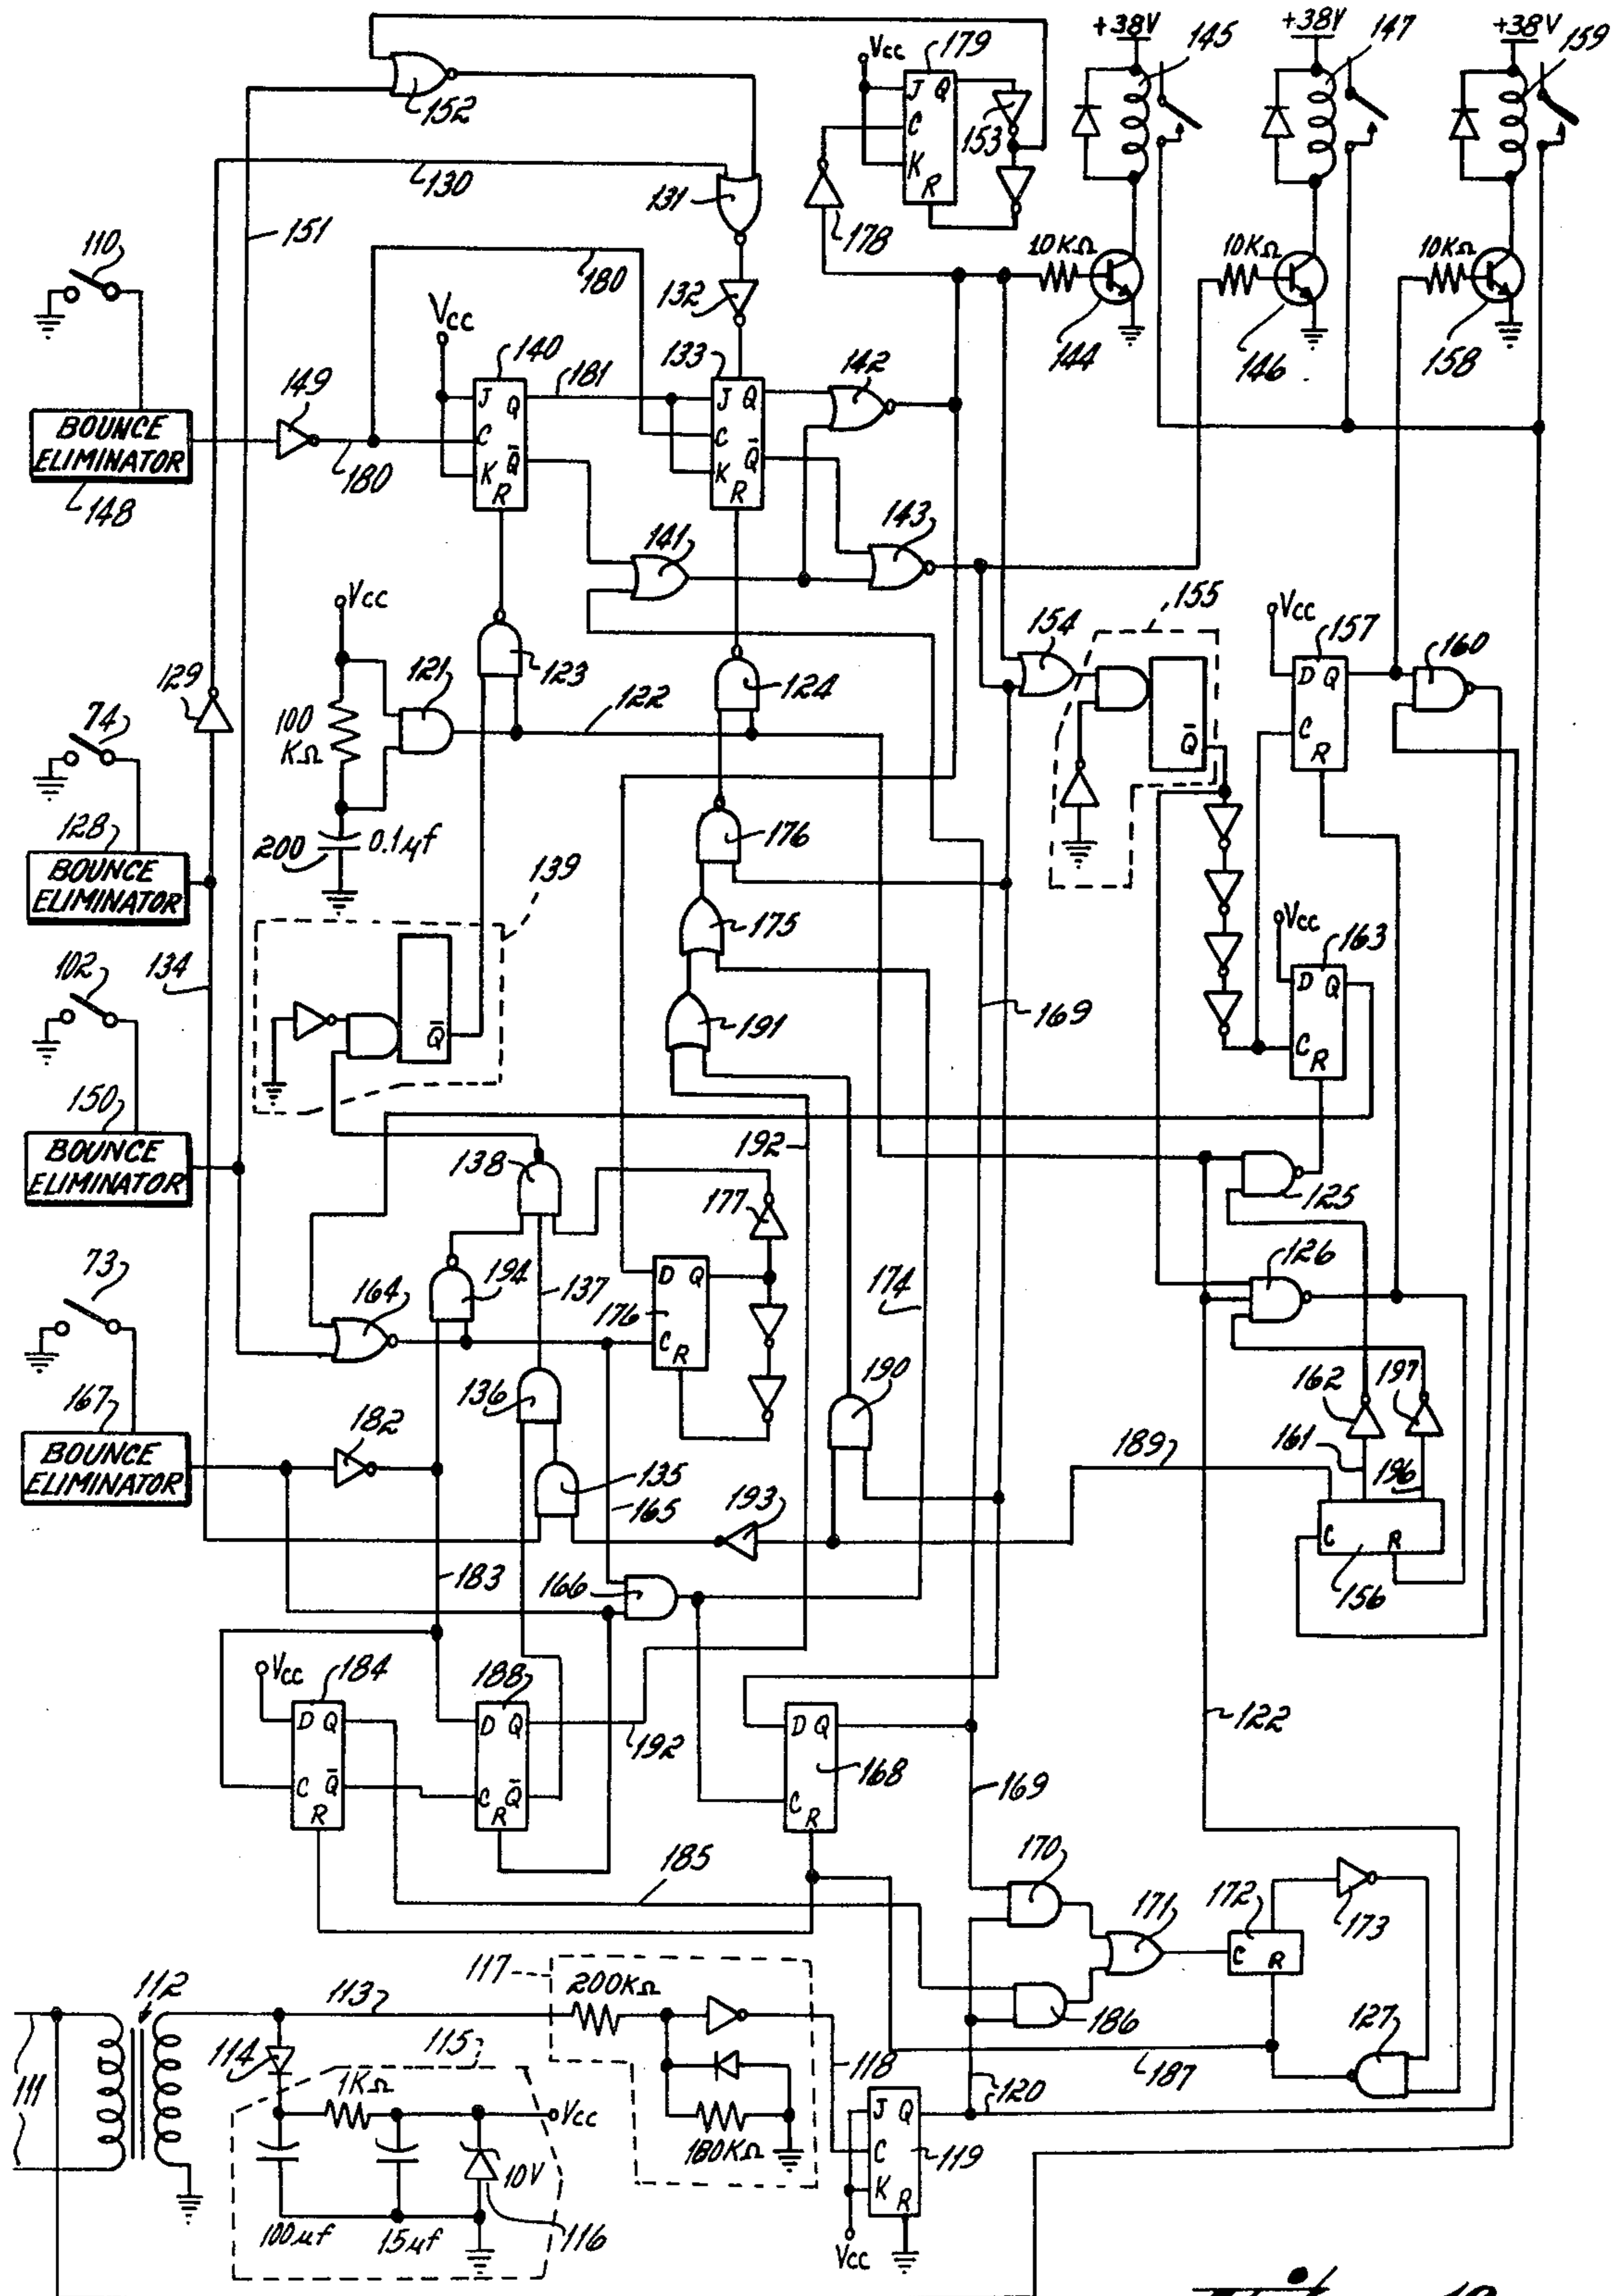 +38V
145
+38V
147
+38V
159
Vcc
179
J Q
C
K
R
153
152
130
131
178
151
110
180
132
10KΩ
144
10KΩ
146
10KΩ
158
Vcc
140
181
133
142
149
J Q
C
K Q̄
R
J Q
C
K Q̄
R
BOUNCE
ELIMINATOR
148
180
141
143
155
Vcc
154
Vcc
157
160
D Q
C
R
121
123
124
122
129
74
100
KΩ
Q̄
128
200
0.1µf
176
139
BOUNCE
ELIMINATOR
134
175
Vcc
163
D Q
C
R
102
191
169
Q̄
150
192
BOUNCE
ELIMINATOR
138
177
125
73
194
137
D Q
176
C
R
174
126
164
190
162
197
136
167
182
189
161
196
BOUNCE
ELIMINATOR
135
165
193
C R
156
183
166
Vcc
184
188
D Q
C Q̄
R
D Q
C Q̄
R
192
D Q
168
C
R
122
169
185
170
171
172
173
C R
186
127
112
113
117
200KΩ
118
187
111
114
115
1KΩ
Vcc
180KΩ
120
J Q
C
K R
119
10V
100µf
15µf
116
Vcc